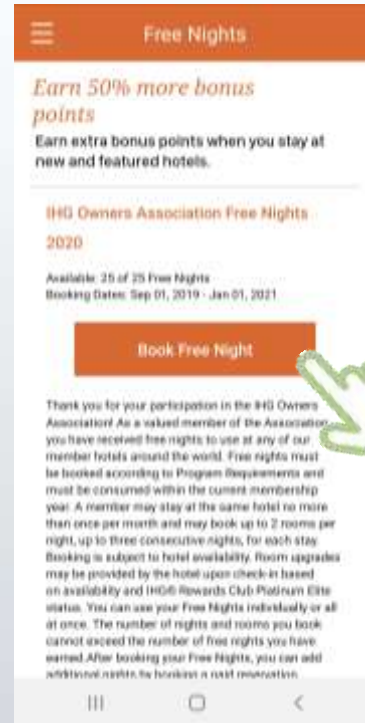 Free Nights
Earn 50% more bonus
points
Earn extra bonus points when you stay at
new and featured hotels.
IHG Owners Association Free Nights
2020
Available: 25 of 25 Free Nights
Booking Dates: Sep 01, 2019 - Jan 01, 2021
Book Free Night
Thank you for your participation in the IHG Owners
Association! As a valued member of the Association
you have received free nights to use at any of our
member hotels around the world. Free nights must
be booked according to Program Requirements and
must be consumed within the current membership
year. A member may stay at the same hotel no more
than once per month and may book up to 2 rooms per
night, up to three consecutive nights, for each stay.
Booking is subject to hotel availability. Room upgrades
may be provided by the hotel upon check-in based
on availability and IHG® Rewards Club Platinum Elite
status. You can use your Free Nights individually or all
at once. The number of nights and rooms you book
cannot exceed the number of free nights you have
earned.After booking your Free Nights, you can add
additional nights by booking a paid reservation